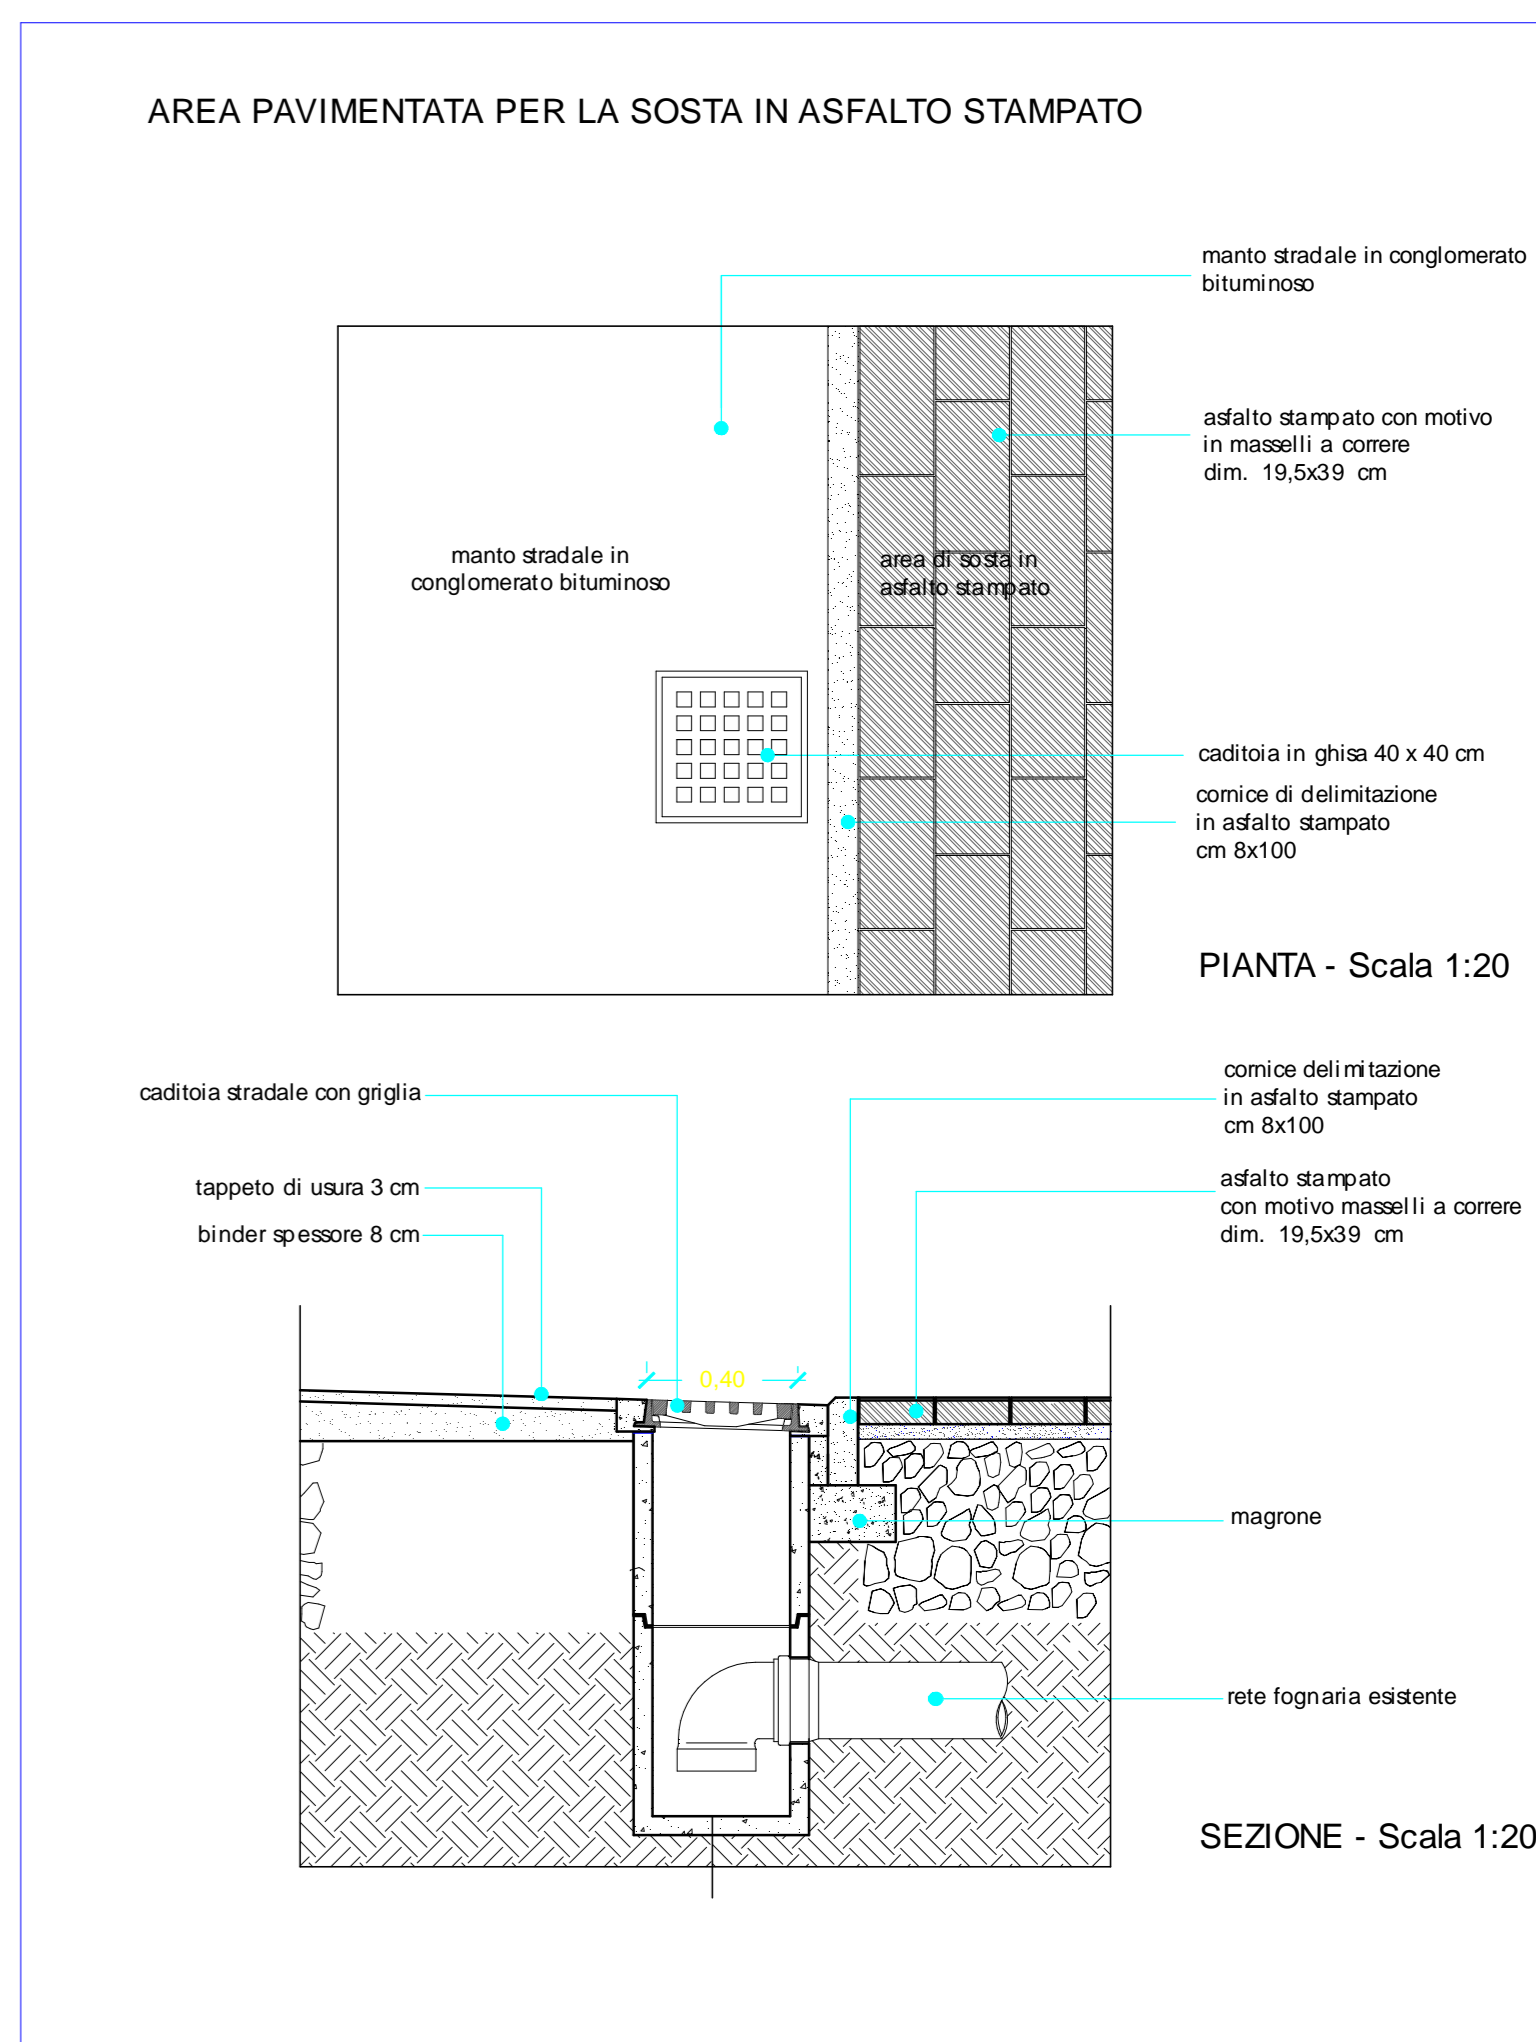 AREA PAVIMENTATA PER LA SOSTA IN ASFALTO STAMPATO
manto stradale in conglomerato
bituminoso
asfalto stampato con motivo
in masselli a correre
dim. 19,5x39 cm
manto stradale in
conglomerato bituminoso
area di sosta in
asfalto stampato
caditoia in ghisa 40 x 40 cm
cornice di delimitazione
in asfalto stampato
cm 8x100
PIANTA - Scala 1:20
caditoia stradale con griglia
cornice delimitazione
in asfalto stampato
cm 8x100
tappeto di usura 3 cm
binder spessore 8 cm
asfalto stampato
con motivo masselli a correre
dim. 19,5x39 cm
0,40
magrone
rete fognaria esistente
SEZIONE - Scala 1:20